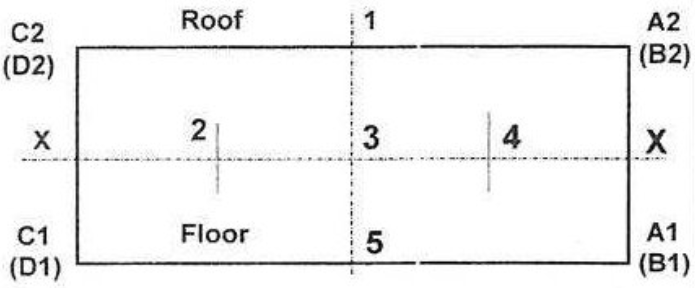 C2
(D2)
Roof
1
A2
(B2)
X
2
3
4
X
C1
(D1)
Floor
5
A1
(B1)